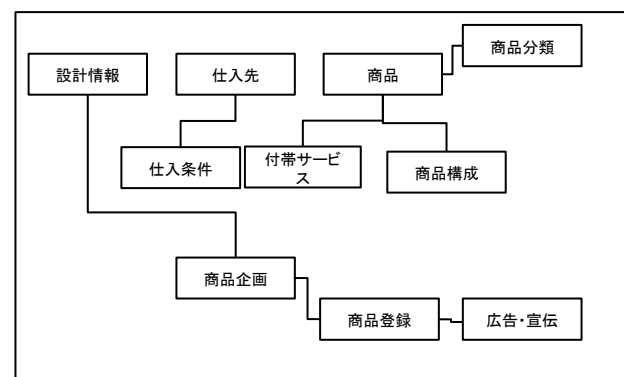 商品分類
設計情報
仕入先
商品
仕入条件
付帯サービ
ス
商品構成
商品企画
商品登録
広告・宣伝